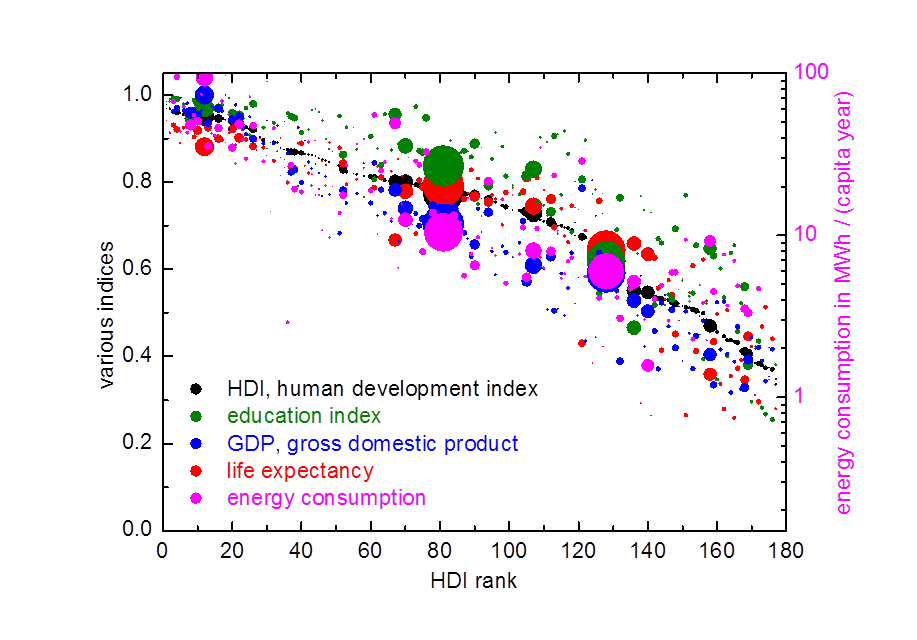 1.0
0.8
0.6
0.4
0.2
0.0
various indices
0 20 40 60 80 100 120 140 160 180
HDI rank
100
10
1
energy consumption in MWh / (capita year)
HDI, human development index
education index
GDP, gross domestic product
life expectancy
energy consumption